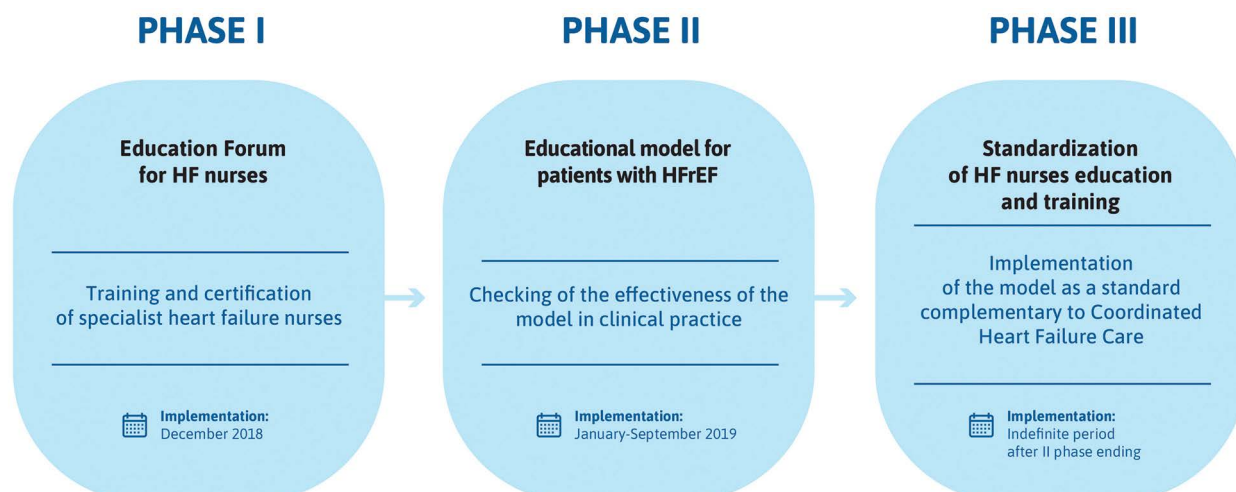 PHASE I
Education Forum
for HF nurses
Training and certification
of specialist heart failure nurses
Implementation:
December 2018
PHASE II
Educational model for
patients with HFrEF
Checking of the effectiveness of the
model in clinical practice
Implementation:
January-September 2019
PHASE III
Standardization
of HF nurses education
and training
Implementation
of the model as a standard
complementary to Coordinated
Heart Failure Care
Implementation:
Indefinite period
after II phase ending